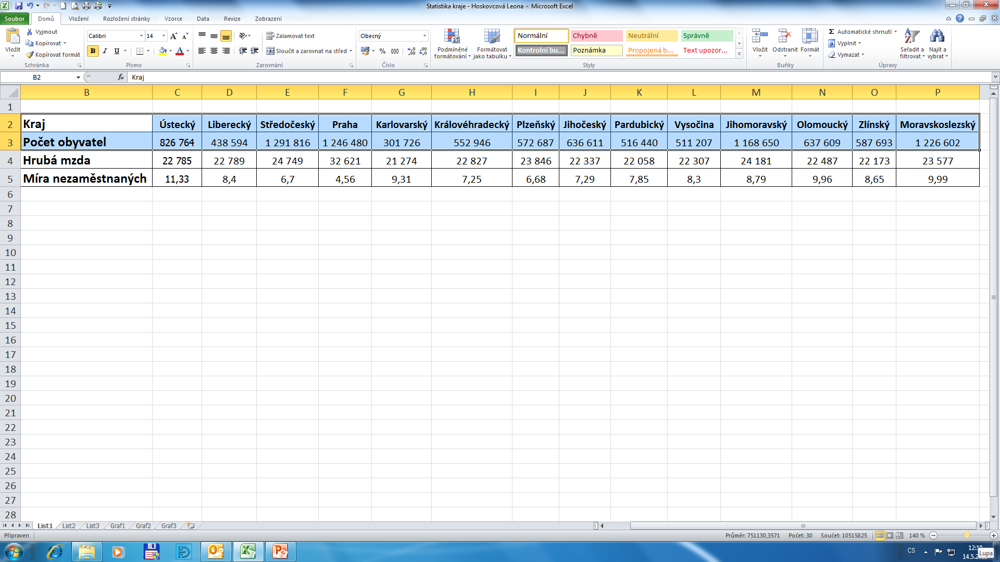 Statistika kraje - Hoskovcová Leona - Microsoft Excel
Soubor Domů Vložení Rozložení stránky Vzorce Data Revize Zobrazení
Vložit
Vyjmout
Kopírovat
Kopírovat formát
Schránka
Calibri 14
B I U
Písmo
Zalamovat text
Sloučit a zarovnat na střed
Zarovnání
Obecný
% 000
Číslo
Podmíněné formátování
Formátovat jako tabulku
Normální Chybně Neutrální Správně
Kontrolní bu... Poznámka Propojená b... Text upozor...
Styly
Vložit Odstranit Formát
Buňky
Σ Automatické shrnutí
Vyplnit
Vymazat
Seřadit a filtrovat
Najít a vybrat
Úpravy
B2 fx Kraj
B C D E F G H I J K L M N O P
1
2 Kraj Ústecký Liberecký Středočeský Praha Karlovarský Královéhradecký Plzeňský Jihočeský Pardubický Vysočina Jihomoravský Olomoucký Zlínský Moravskoslezský
3 Počet obyvatel 826 764 438 594 1 291 816 1 246 480 301 726 552 946 572 687 636 611 516 440 511 207 1 168 650 637 609 587 693 1 226 602
4 Hrubá mzda 22 785 22 789 24 749 32 621 21 274 22 827 23 846 22 337 22 058 22 307 24 181 22 487 22 173 23 577
5 Míra nezaměstnaných 11,33 8,4 6,7 4,56 9,31 7,25 6,68 7,29 7,85 8,3 8,79 9,96 8,65 9,99
6
7
8
9
10
11
12
13
14
15
16
17
18
19
20
21
22
23
24
25
26
27
28
List1 List2 List3 Graf1 Graf2 Graf3
Připraven Průměr: 751130,3571 Počet: 30 Součet: 10515825 140 %
CS
12:10
14.5.2
Lupa